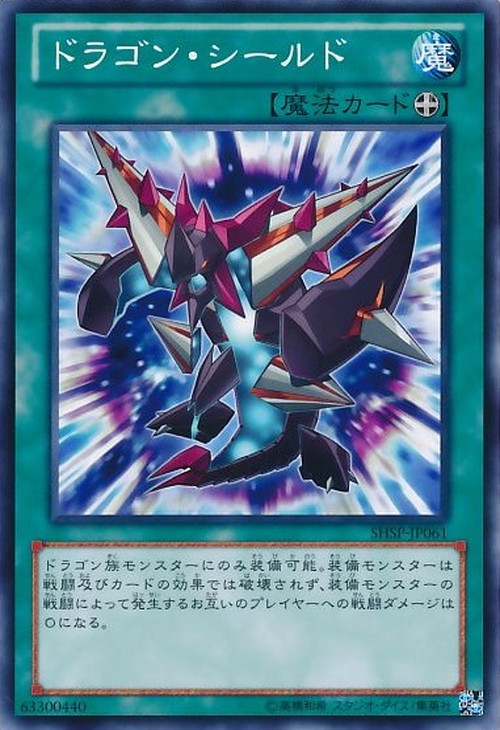 ドラゴン・シールド
魔
【魔法カード】
SHSP-JP061
ドラゴン族モンスターにのみ装備可能。装備モンスターは
戦闘及びカードの効果では破壊されず、装備モンスターの
戦闘によって発生するお互いのプレイヤーへの戦闘ダメージは
０になる。
63300440
©高橋和希 スタジオ・ダイス/集英社